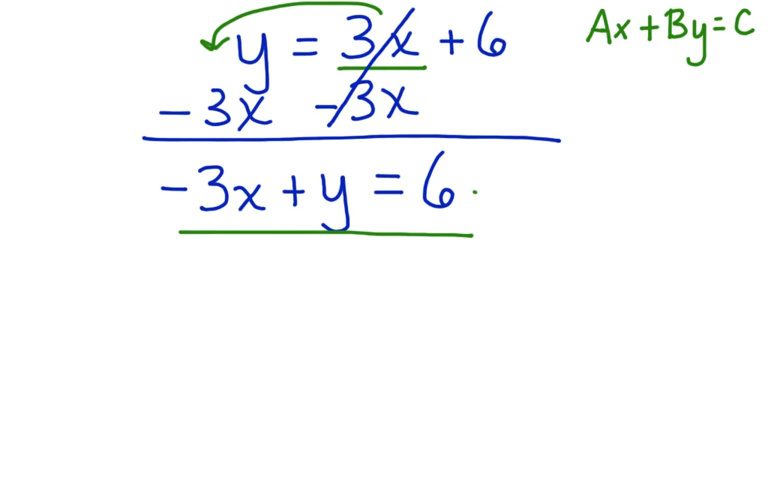 y = 3x + 6
Ax + By = C
-3x -3x
-3x + y = 6